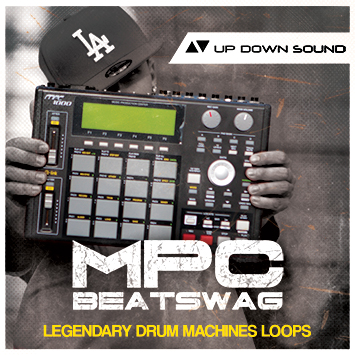 LA
UP DOWN SOUND
MPC
1000
MPC
BEATSWAG
LEGENDARY DRUM MACHINES LOOPS